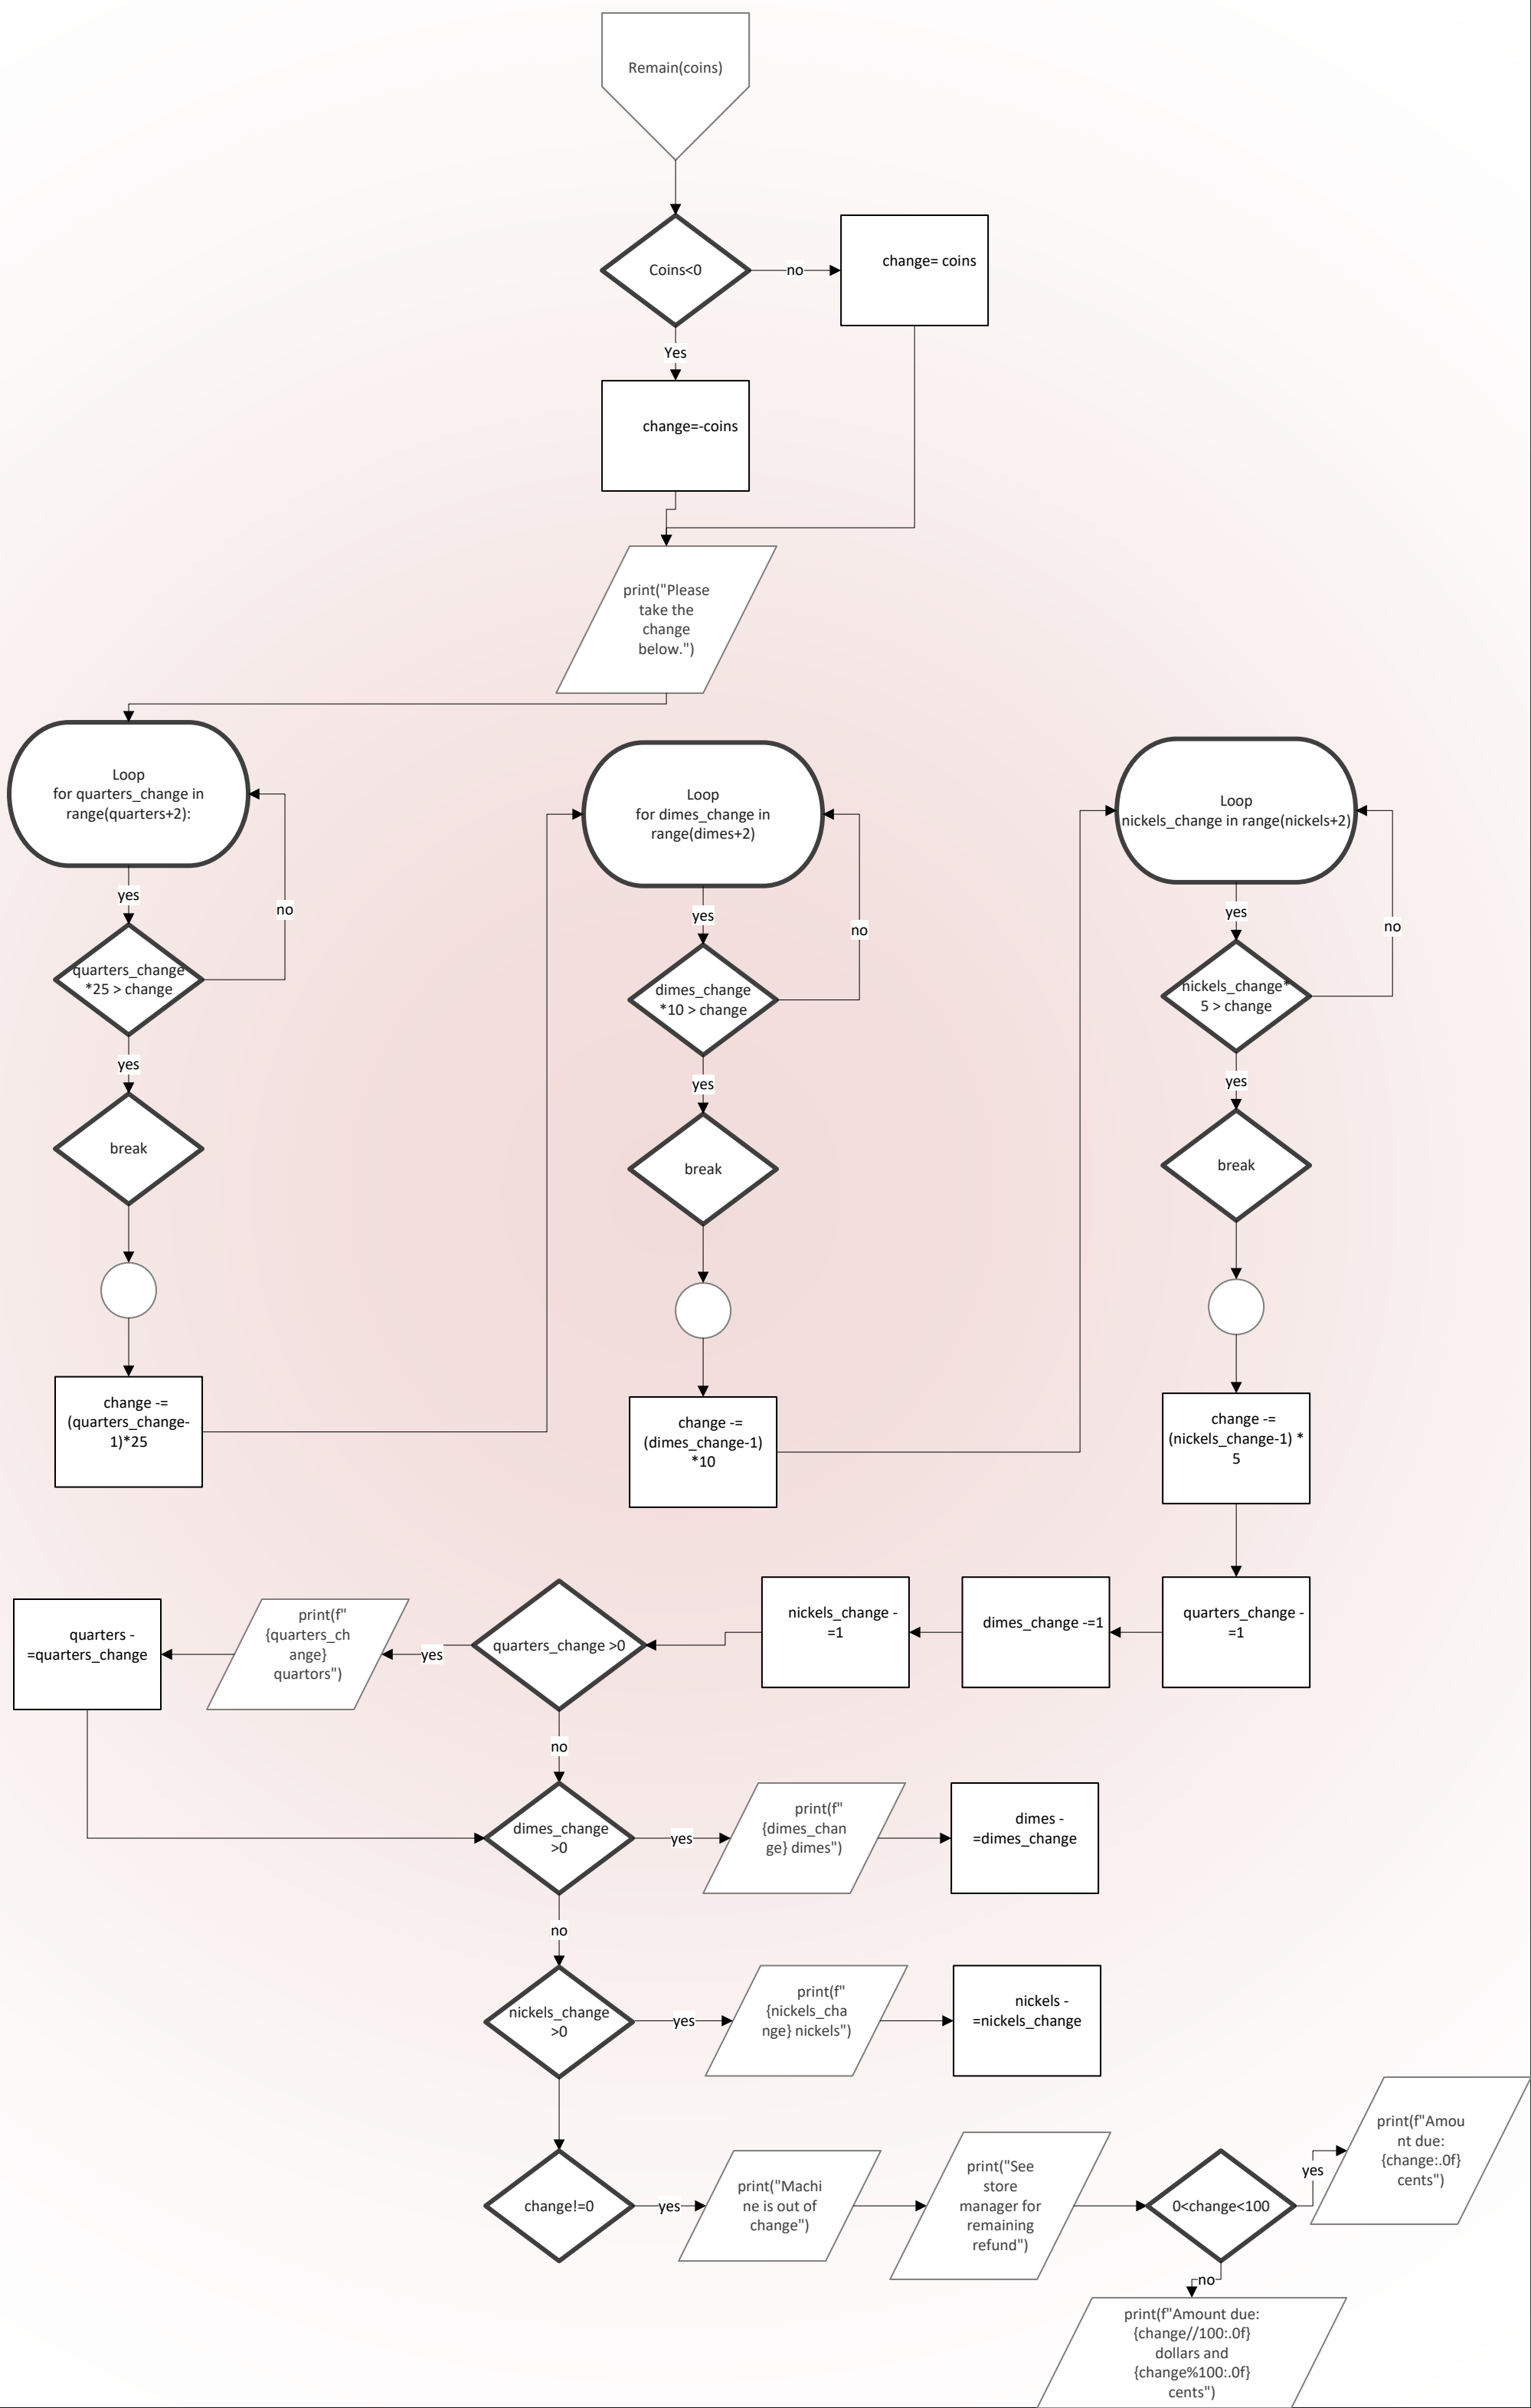 Remain(coins)
Coins<0
no
change= coins
Yes
change=-coins
print("Please
take the
change
below.")
Loop
for quarters_change in
range(quarters+2):
yes
no
quarters_change
*25 > change
yes
break
change -=
(quarters_change-
1)*25
Loop
for dimes_change in
range(dimes+2)
yes
no
dimes_change
*10 > change
yes
break
change -=
(dimes_change-1)
*10
Loop
nickels_change in range(nickels+2)
yes
no
nickels_change*
5 > change
yes
break
change -=
(nickels_change-1) *
5
quarters_change -
=1
dimes_change -=1
nickels_change -
=1
quarters_change >0
yes
print(f"
{quarters_ch
ange}
quartors")
quarters -
=quarters_change
no
dimes_change
>0
yes
print(f"
{dimes_chan
ge} dimes")
dimes -
=dimes_change
no
nickels_change
>0
yes
print(f"
{nickels_cha
nge} nickels")
nickels -
=nickels_change
change!=0
yes
print("Machi
ne is out of
change")
print("See
store
manager for
remaining
refund")
0<change<100
yes
print(f"Amou
nt due:
{change:.0f}
cents")
no
print(f"Amount due:
{change//100:.0f}
dollars and
{change%100:.0f}
cents")